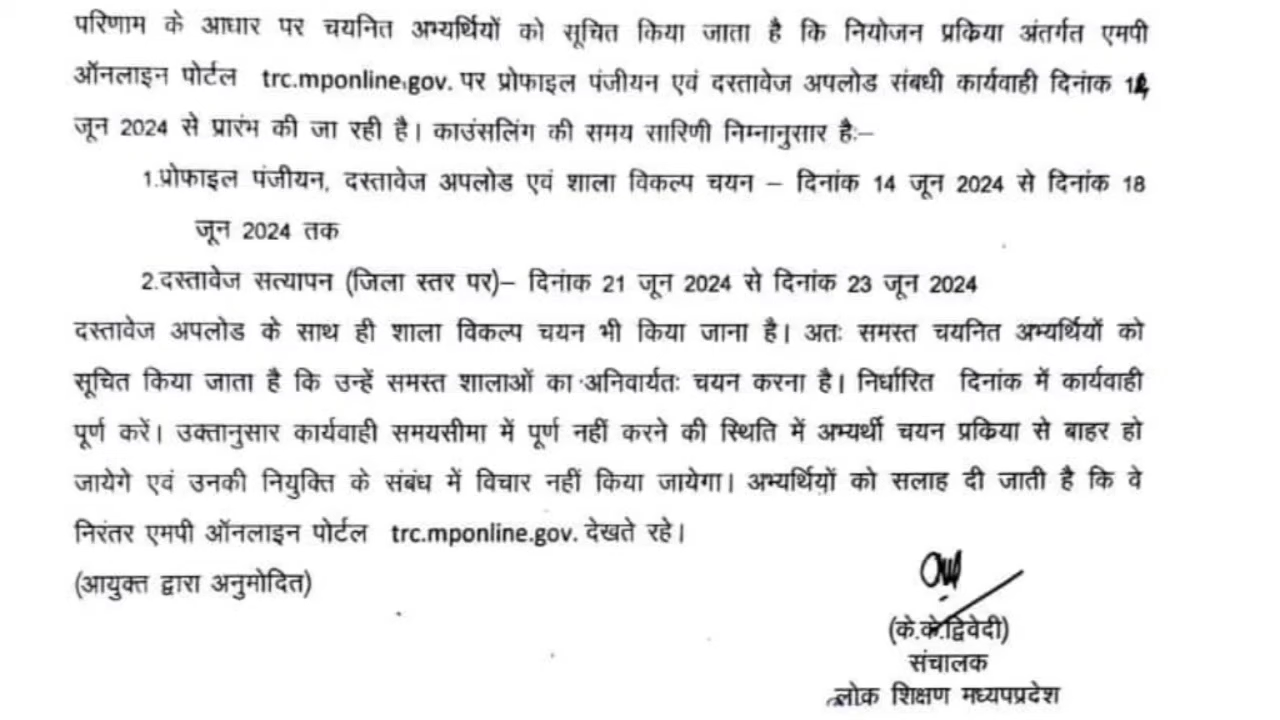 परिणाम के आधार पर चयनित अभ्यर्थियों को सूचित किया जाता है कि नियोजन प्रक्रिया अंतर्गत एमपी
ऑनलाइन पोर्टल trc.mponline.gov. पर प्रोफाइल पंजीयन एवं दस्तावेज अपलोड संबधी कार्यवाही दिनांक
जून 2024 से प्रारंभ की जा रही है। काउंसलिंग की समय सारिणी निम्नानुसार है:–
1.प्रोफाइल पंजीयन, दस्तावेज अपलोड एवं शाला विकल्प चयन – दिनांक 14 जून 2024 से दिनांक 18
जून 2024 तक
2.दस्तावेज सत्यापन (जिला स्तर पर)– दिनांक 21 जून 2024 से दिनांक 23 जून 2024
दस्तावेज अपलोड के साथ ही शाला विकल्प चयन भी किया जाना है। अतः समस्त चयनित अभ्यर्थियों को
सूचित किया जाता है कि उन्हें समस्त शालाओं का अनिवार्यतः चयन करना है। निर्धारित दिनांक में कार्यवाही
पूर्ण करें। उक्तानुसार कार्यवाही समयसीमा में पूर्ण नहीं करने की स्थिति में अभ्यर्थी चयन प्रकिया से बाहर हो
जायेगे एवं उनकी नियुक्ति के संबंध में विचार नहीं किया जायेगा। अभ्यर्थियों को सलाह दी जाती है कि वे
निरंतर एमपी ऑनलाइन पोर्टल trc.mponline.gov. देखते रहे।
(आयुक्त द्वारा अनुमोदित)
(के.के.द्विवेदी)
संचालक
लोक शिक्षण मध्यपप्रदेश